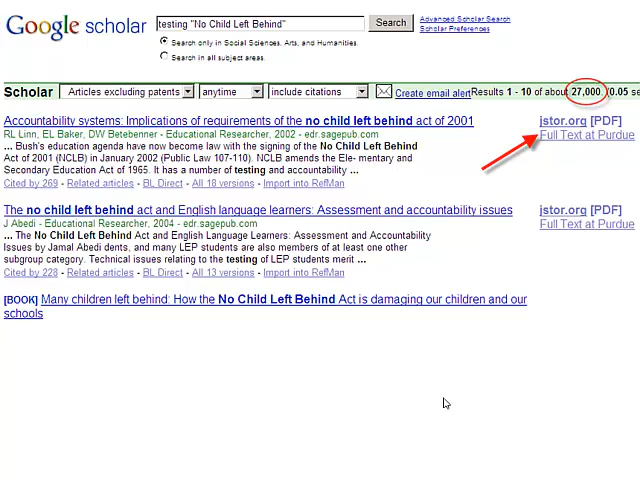 Google scholar
testing "No Child Left Behind"
Search
Advanced Scholar Search
Scholar Preferences
Search only in Social Sciences, Arts, and Humanities.
Search in all subject areas.
Scholar Articles excluding patents anytime include citations Create email alert Results 1 - 10 of about 27,000. (0.05 se
Accountability systems: Implications of requirements of the no child left behind act of 2001
jstor.org [PDF]
RL Linn, EL Baker, DW Betebenner - Educational Researcher, 2002 - edr.sagepub.com
Full Text at Purdue
... Bush's education agenda have now become law with the signing of the No Child Left Behind
Act of 2001 (NCLB) in January 2002 (Public Law 107-110). NCLB amends the Ele- mentary and
Secondary Education Act of 1965. It has a number of testing and accountability ...
Cited by 269 - Related articles - BL Direct - All 18 versions - Import into RefMan
The no child left behind act and English language learners: Assessment and accountability issues
jstor.org [PDF]
J Abedi - Educational Researcher, 2004 - edr.sagepub.com
Full Text at Purdue
... The No Child Left Behind Act and English Language Learners: Assessment and Accountability
Issues by Jamal Abedi dents, and many LEP students are also members of at least one other
subgroup category. Technical issues relating to the testing of LEP students merit ...
Cited by 228 - Related articles - BL Direct - All 13 versions - Import into RefMan
[BOOK] Many children left behind: How the No Child Left Behind Act is damaging our children and our
schools